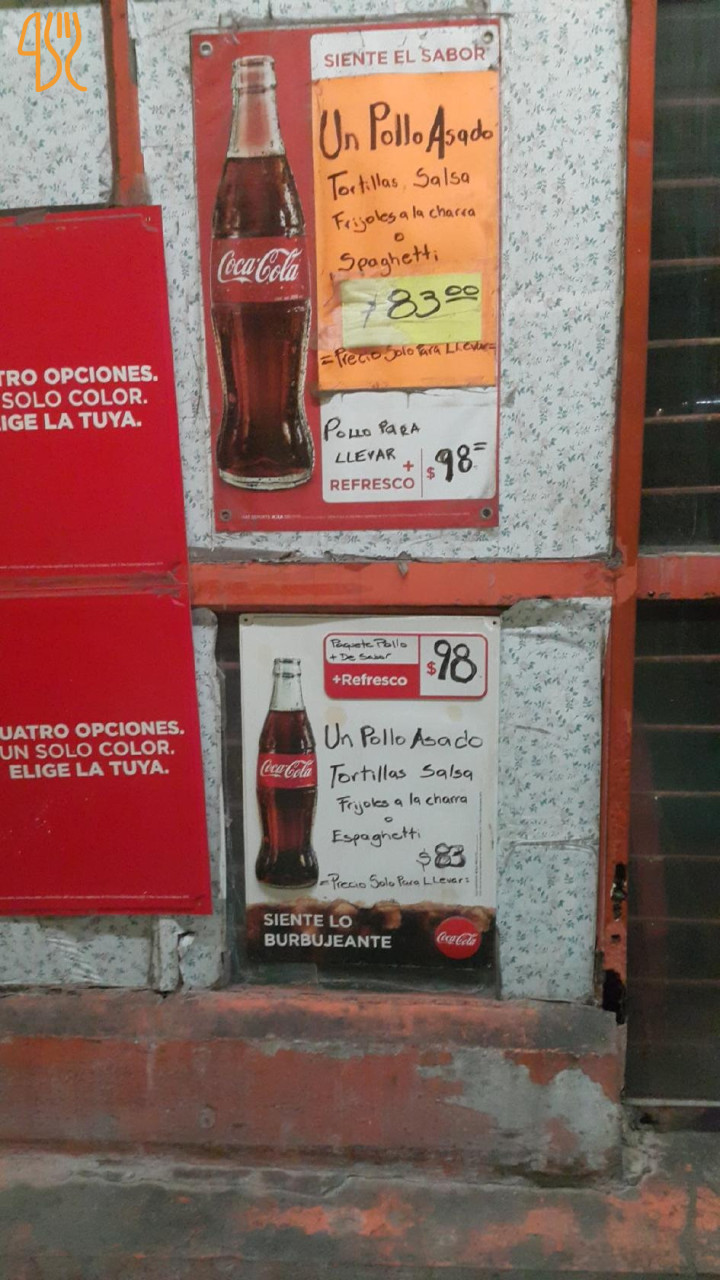 SIENTE EL SABOR
Un Pollo Asado
Tortillas, Salsa
Frijoles a la charra
o
Spaghetti
$83.00
=Precio Solo Para LLevar=
Coca-Cola
POLLO PARA
LLEVAR +
REFRESCO
$98=
TRO OPCIONES.
SOLO COLOR.
IGE LA TUYA.
UATRO OPCIONES.
UN SOLO COLOR.
ELIGE LA TUYA.
Paquete Pollo
+ De Sabor
+Refresco
$98
Coca-Cola
Un Pollo Asado
Tortillas Salsa
Frijoles a la charra
o
Espaghetti
$83
=Precio Solo Para LLevar=
SIENTE LO
BURBUJEANTE
Coca-Cola